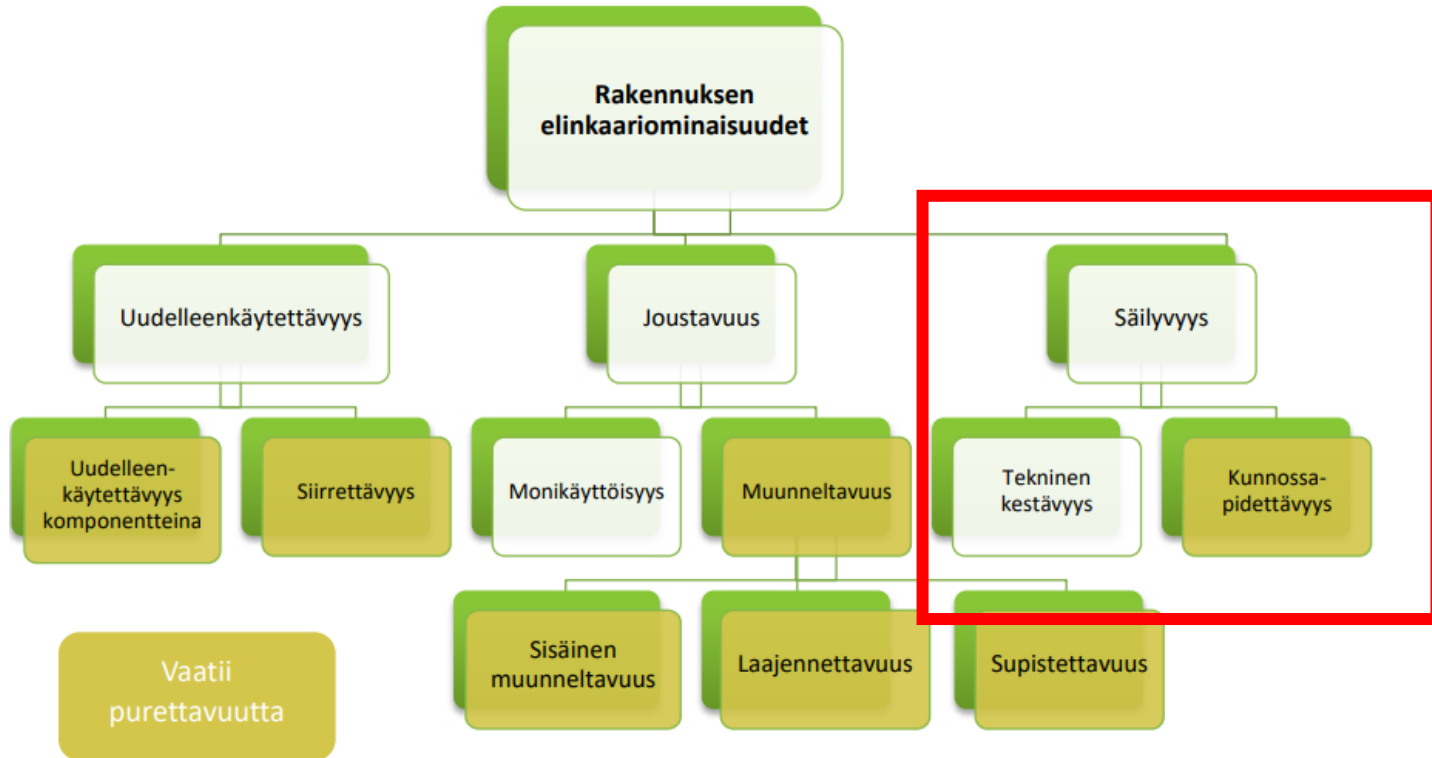 Rakennuksen
elinkaariominaisuudet
Uudelleenkäytettävyys
Joustavuus
Säilyvyys
Uudelleen-
käytettävyys
komponentteina
Siirrettävyys
Monikäyttöisyys
Muunneltavuus
Tekninen
kestävyys
Kunnossa-
pidettävyys
Sisäinen
muunneltavuus
Laajennettavuus
Supistettavuus
Vaatii
purettavuutta